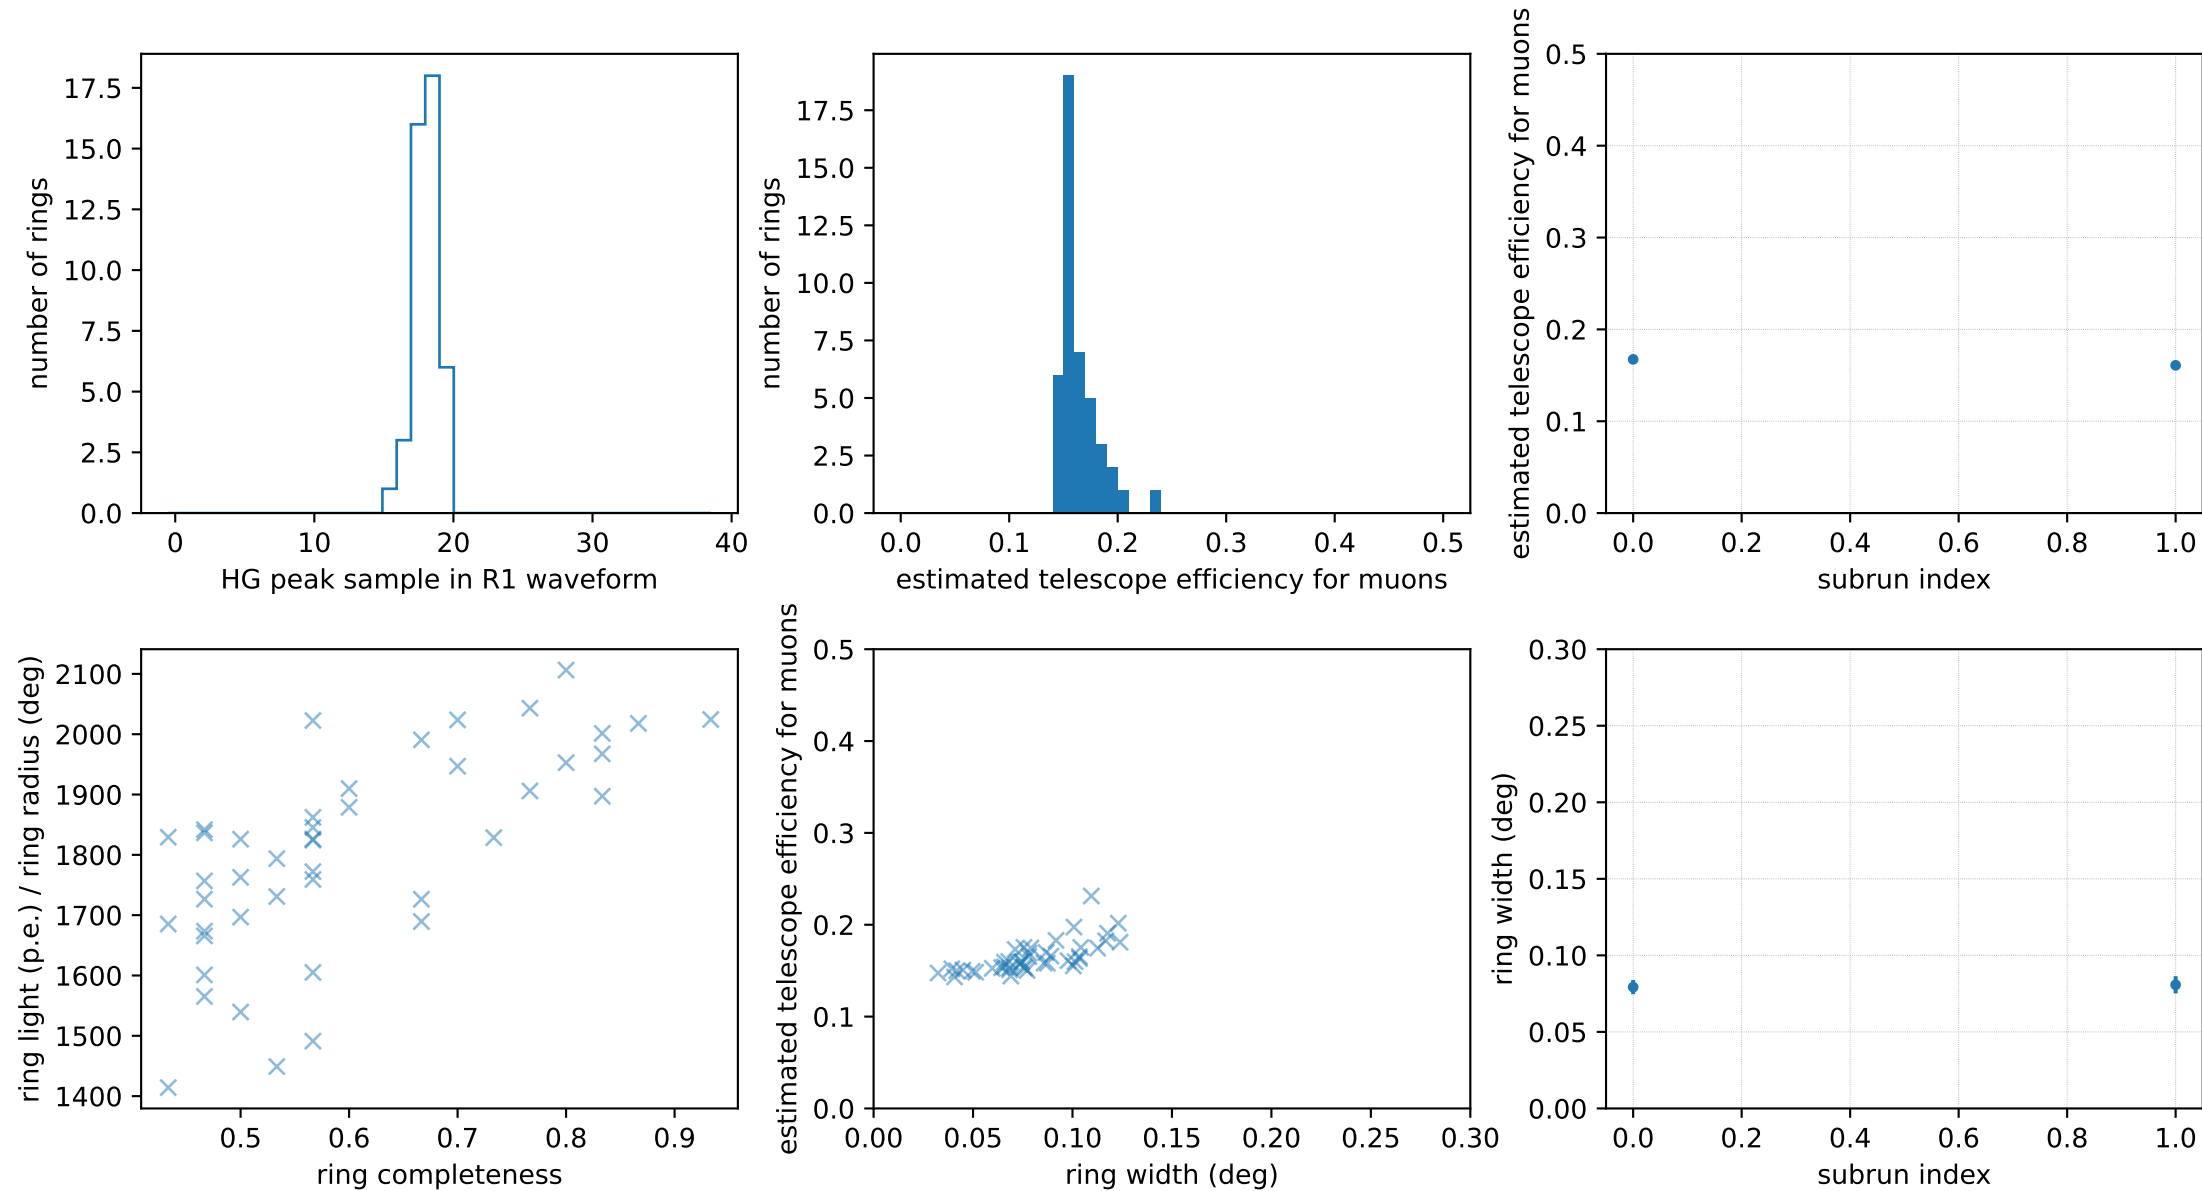 17.5
15.0
12.5
10.0
7.5
5.0
2.5
0.0
number of rings
0 10 20 30 40
HG peak sample in R1 waveform
17.5
15.0
12.5
10.0
7.5
5.0
2.5
0.0
number of rings
0.0 0.1 0.2 0.3 0.4 0.5
estimated telescope efficiency for muons
0.5
0.4
0.3
0.2
0.1
0.0
estimated telescope efficiency for muons
0.0 0.2 0.4 0.6 0.8 1.0
subrun index
2100
2000
1900
1800
1700
1600
1500
1400
ring light (p.e.) / ring radius (deg)
0.5 0.6 0.7 0.8 0.9
ring completeness
0.5
0.4
0.3
0.2
0.1
0.0
estimated telescope efficiency for muons
0.00 0.05 0.10 0.15 0.20 0.25 0.30
ring width (deg)
0.30
0.25
0.20
0.15
0.10
0.05
0.00
ring width (deg)
0.0 0.2 0.4 0.6 0.8 1.0
subrun index